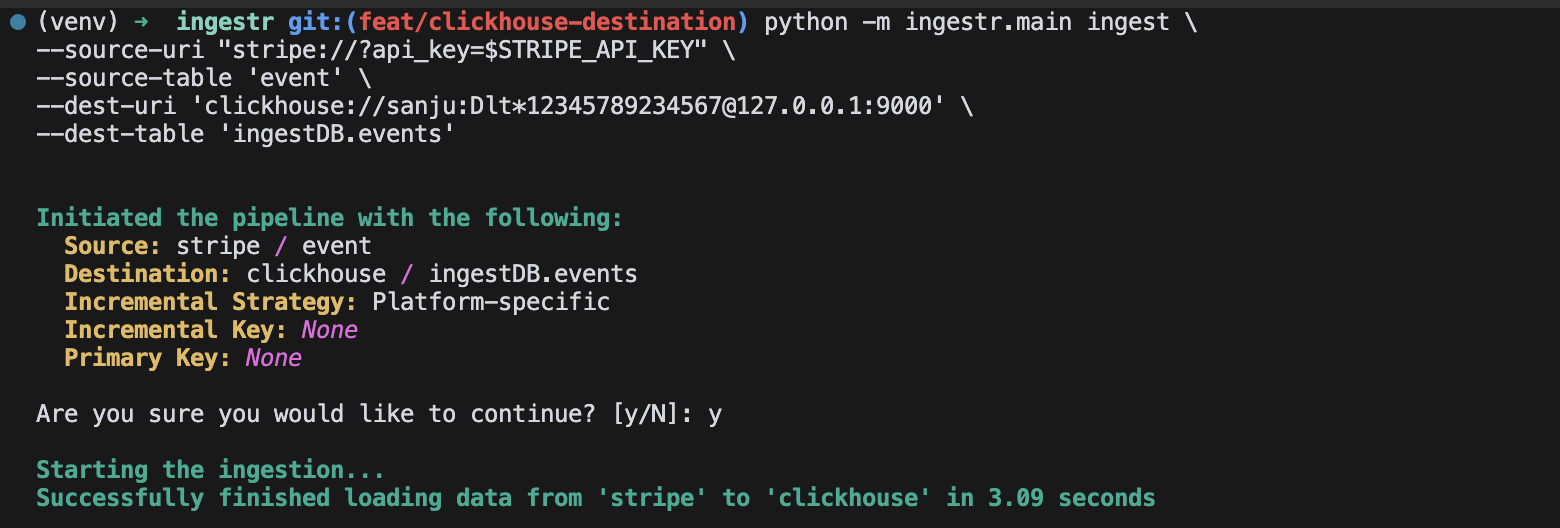 (venv) → ingestr git:(feat/clickhouse-destination) python -m ingestr.main ingest \
--source-uri "stripe://?api_key=$STRIPE_API_KEY" \
--source-table 'event' \
--dest-uri 'clickhouse://sanju:Dlt*12345789234567@127.0.0.1:9000' \
--dest-table 'ingestDB.events'
Initiated the pipeline with the following:
Source: stripe / event
Destination: clickhouse / ingestDB.events
Incremental Strategy: Platform-specific
Incremental Key: None
Primary Key: None
Are you sure you would like to continue? [y/N]: y
Starting the ingestion...
Successfully finished loading data from 'stripe' to 'clickhouse' in 3.09 seconds